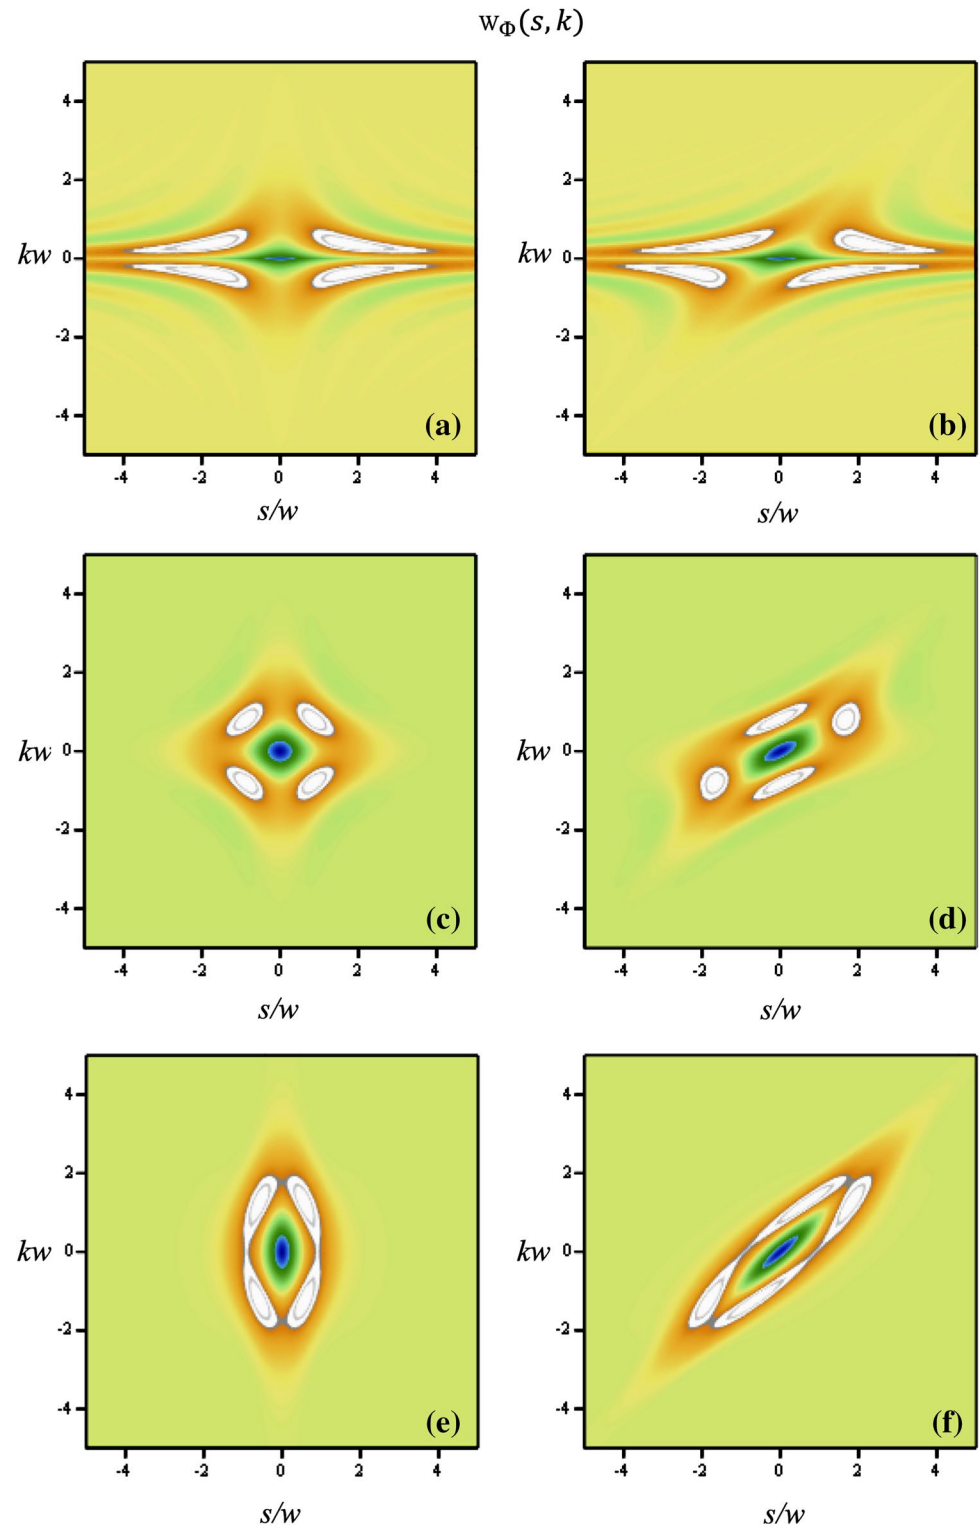 w_Φ(s, k)
4 4
2 2
kw 0 kw 0
-2 -2
-4 (a) -4 (b)
-4 -2 0 2 4 -4 -2 0 2 4
s/w s/w
4 4
2 2
kw 0 kw 0
-2 -2
-4 (c) -4 (d)
-4 -2 0 2 4 -4 -2 0 2 4
s/w s/w
4 4
2 2
kw 0 kw 0
-2 -2
-4 (e) -4 (f)
-4 -2 0 2 4 -4 -2 0 2 4
s/w s/w